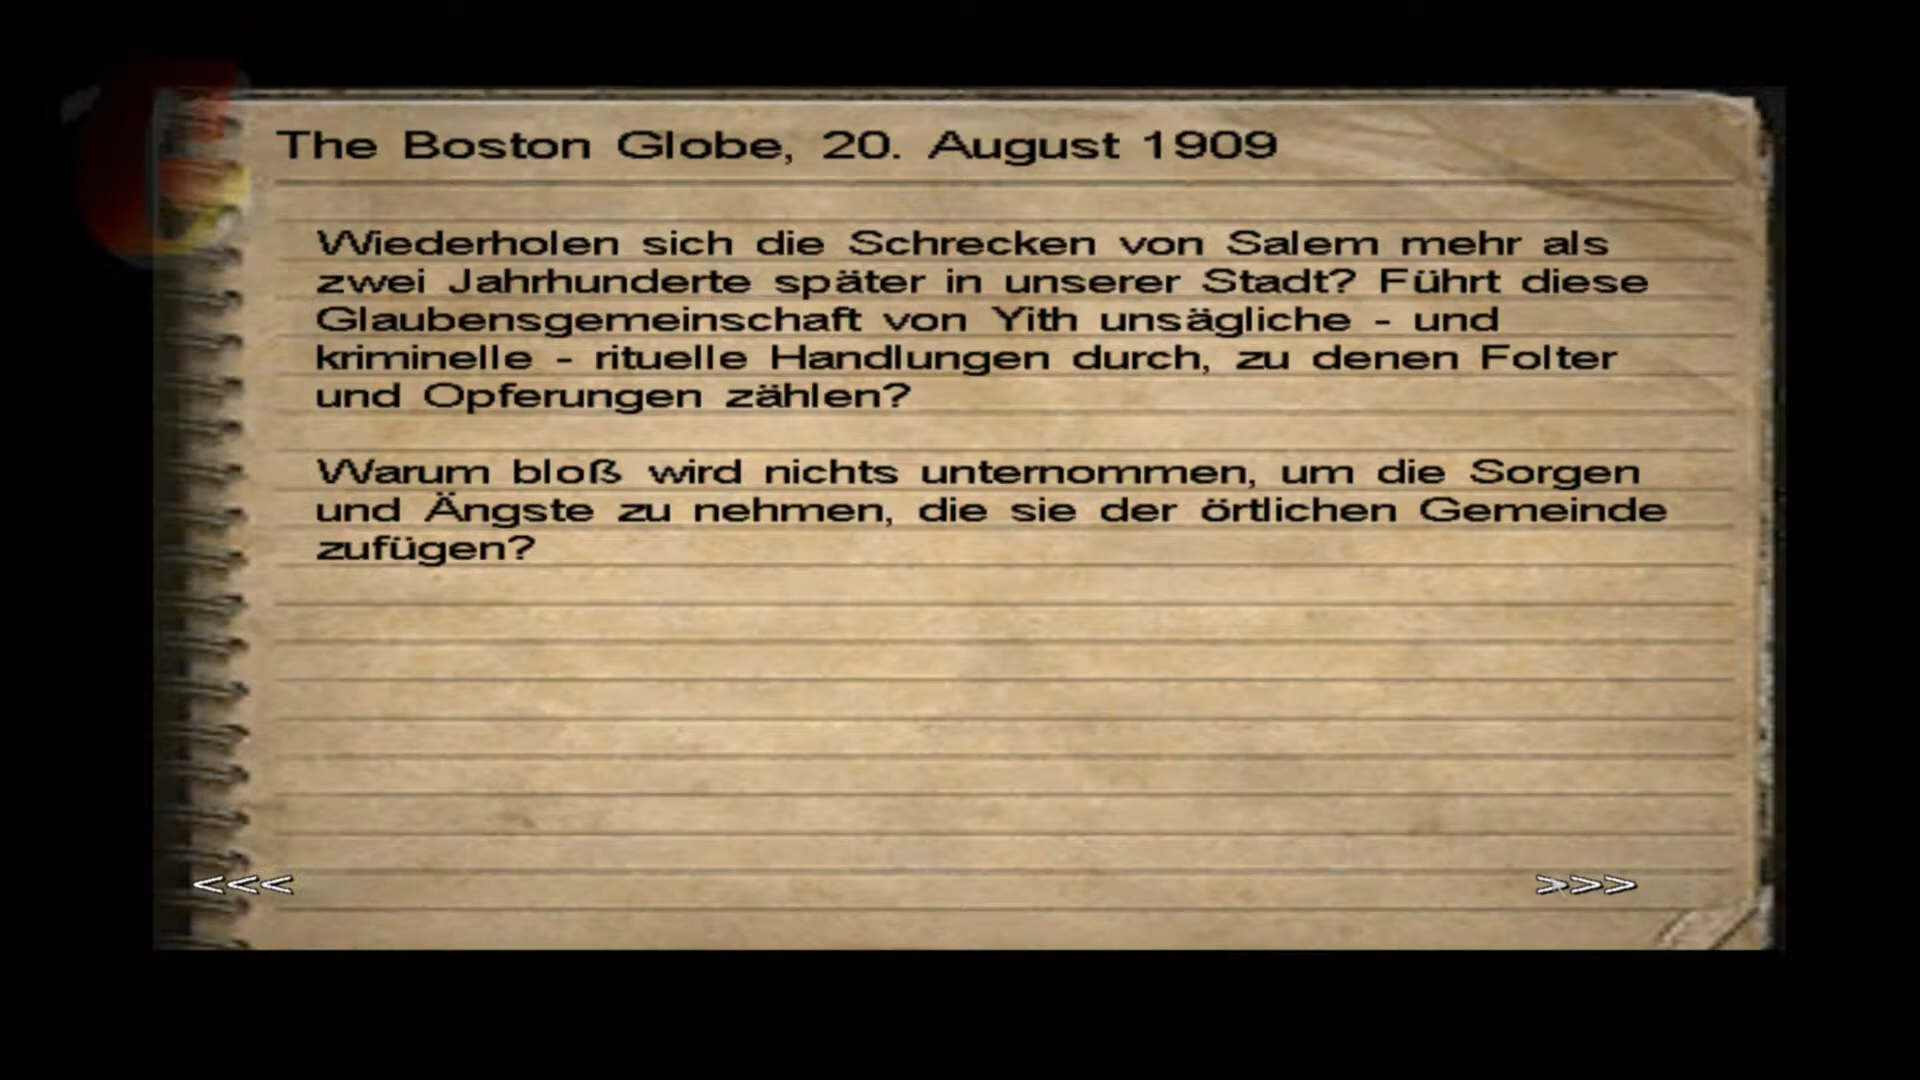 The Boston Globe, 20. August 1909
Wiederholen sich die Schrecken von Salem mehr als
zwei Jahrhunderte später in unserer Stadt? Führt diese
Glaubensgemeinschaft von Yith unsägliche - und
kriminelle - rituelle Handlungen durch, zu denen Folter
und Opferungen zählen?
Warum bloß wird nichts unternommen, um die Sorgen
und Ängste zu nehmen, die sie der örtlichen Gemeinde
zufügen?
<<< >>>